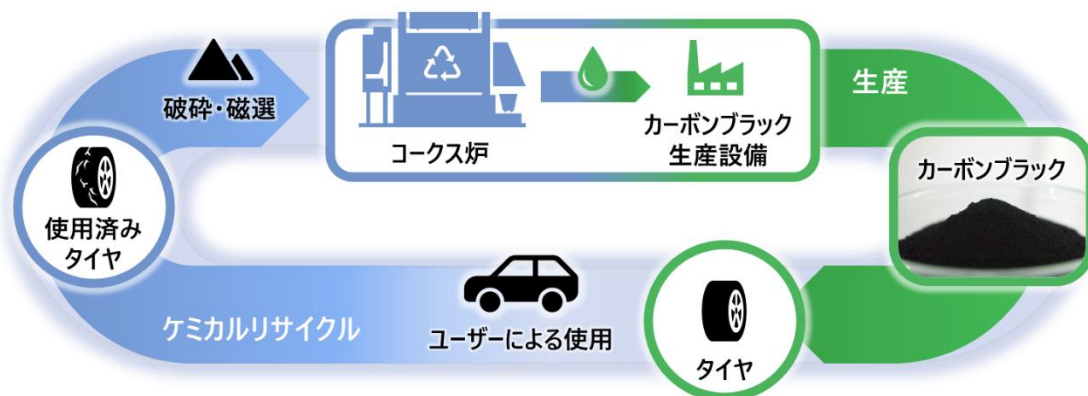 破砕・磁選
コークス炉
カーボンブラック
生産設備
生産
カーボンブラック
使用済み
タイヤ
ケミカルリサイクル
ユーザーによる使用
タイヤ